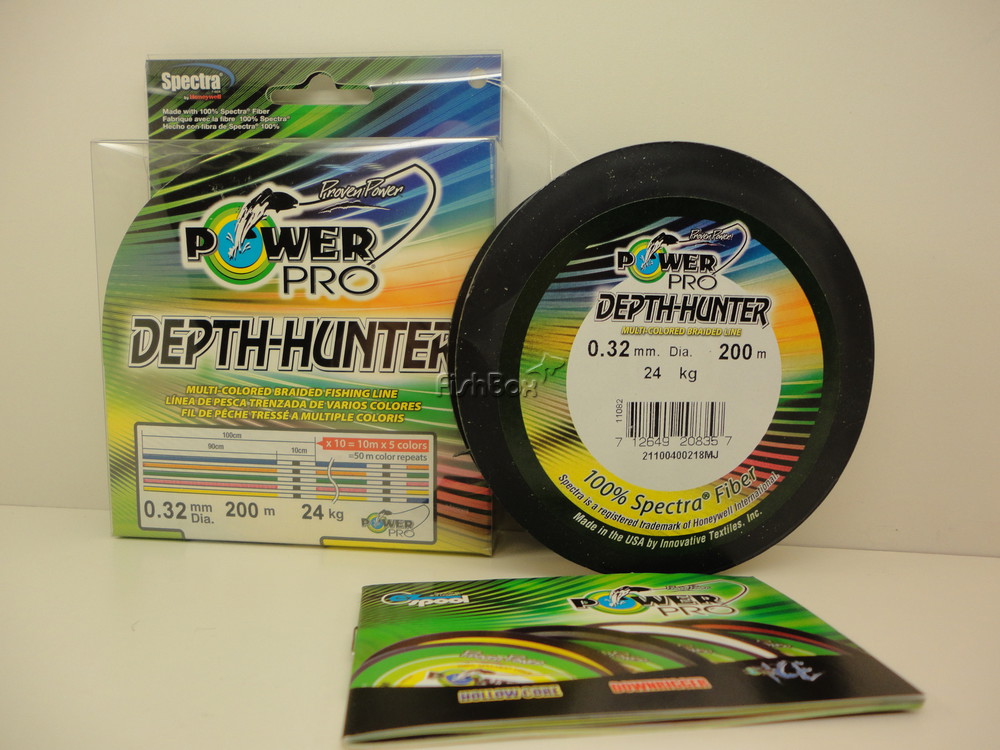 Spectra
by Honeywell
Made with 100% Spectra® Fiber
Fabriqué avec la fibre 100% Spectra®
Hecho con fibra de Spectra® 100%
Proven Power
POWER
PRO
DEPTH-HUNTER
MULTI-COLORED BRAIDED FISHING LINE
LÍNEA DE PESCA TRENZADA DE VARIOS COLORES
FIL DE PÊCHE TRESSÉ A MULTIPLE COLORIS
100cm
90cm 10cm
x 10 = 10m x 5 colors
=50 m color repeats
0.32 mm Dia. 200 m 24 kg
POWER
PRO
Proven Power!
POWER
PRO
DEPTH-HUNTER
MULTI-COLORED BRAIDED LINE
0.32 mm. Dia. 200 m
24 kg
11082
7 12649 20835 7
21100400218MJ
100% Spectra® Fiber
Spectra is a registered trademark of Honeywell International.
Made in the USA by Innovative Textiles, Inc.
FishBox
spool
POWER
PRO
POWER
HOLLOW CORE
DOWNRIGGER
ICE